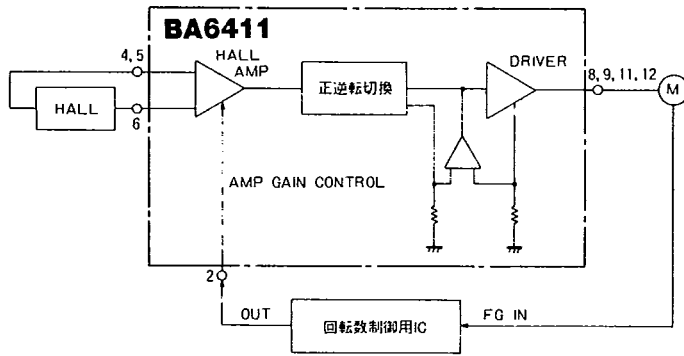 BA6411
HALL
AMP
DRIVER
4, 5
8, 9, 11, 12
正逆転切換
M
HALL
6
AMP GAIN CONTROL
2
OUT
回転数制御用IC
FG IN